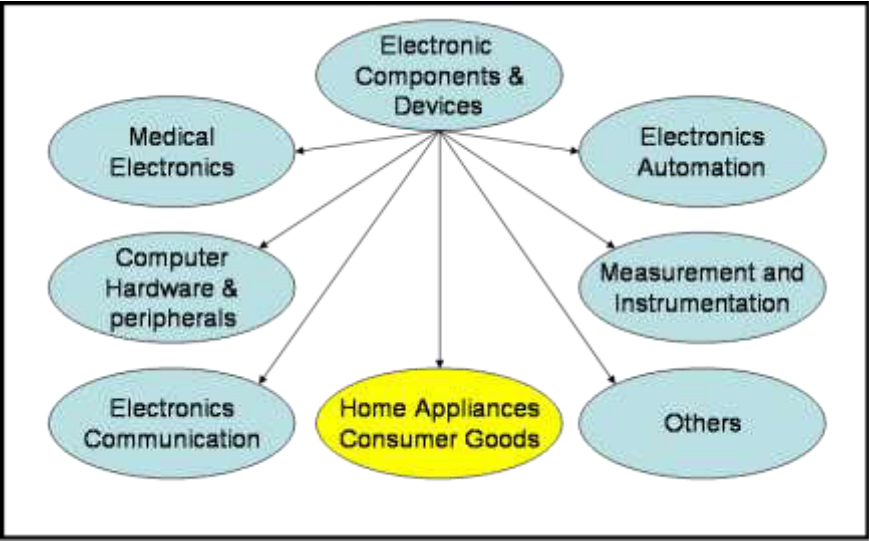 Electronic
Components &
Devices
Medical
Electronics
Electronics
Automation
Computer
Hardware &
peripherals
Measurement and
Instrumentation
Electronics
Communication
Home Appliances
Consumer Goods
Others